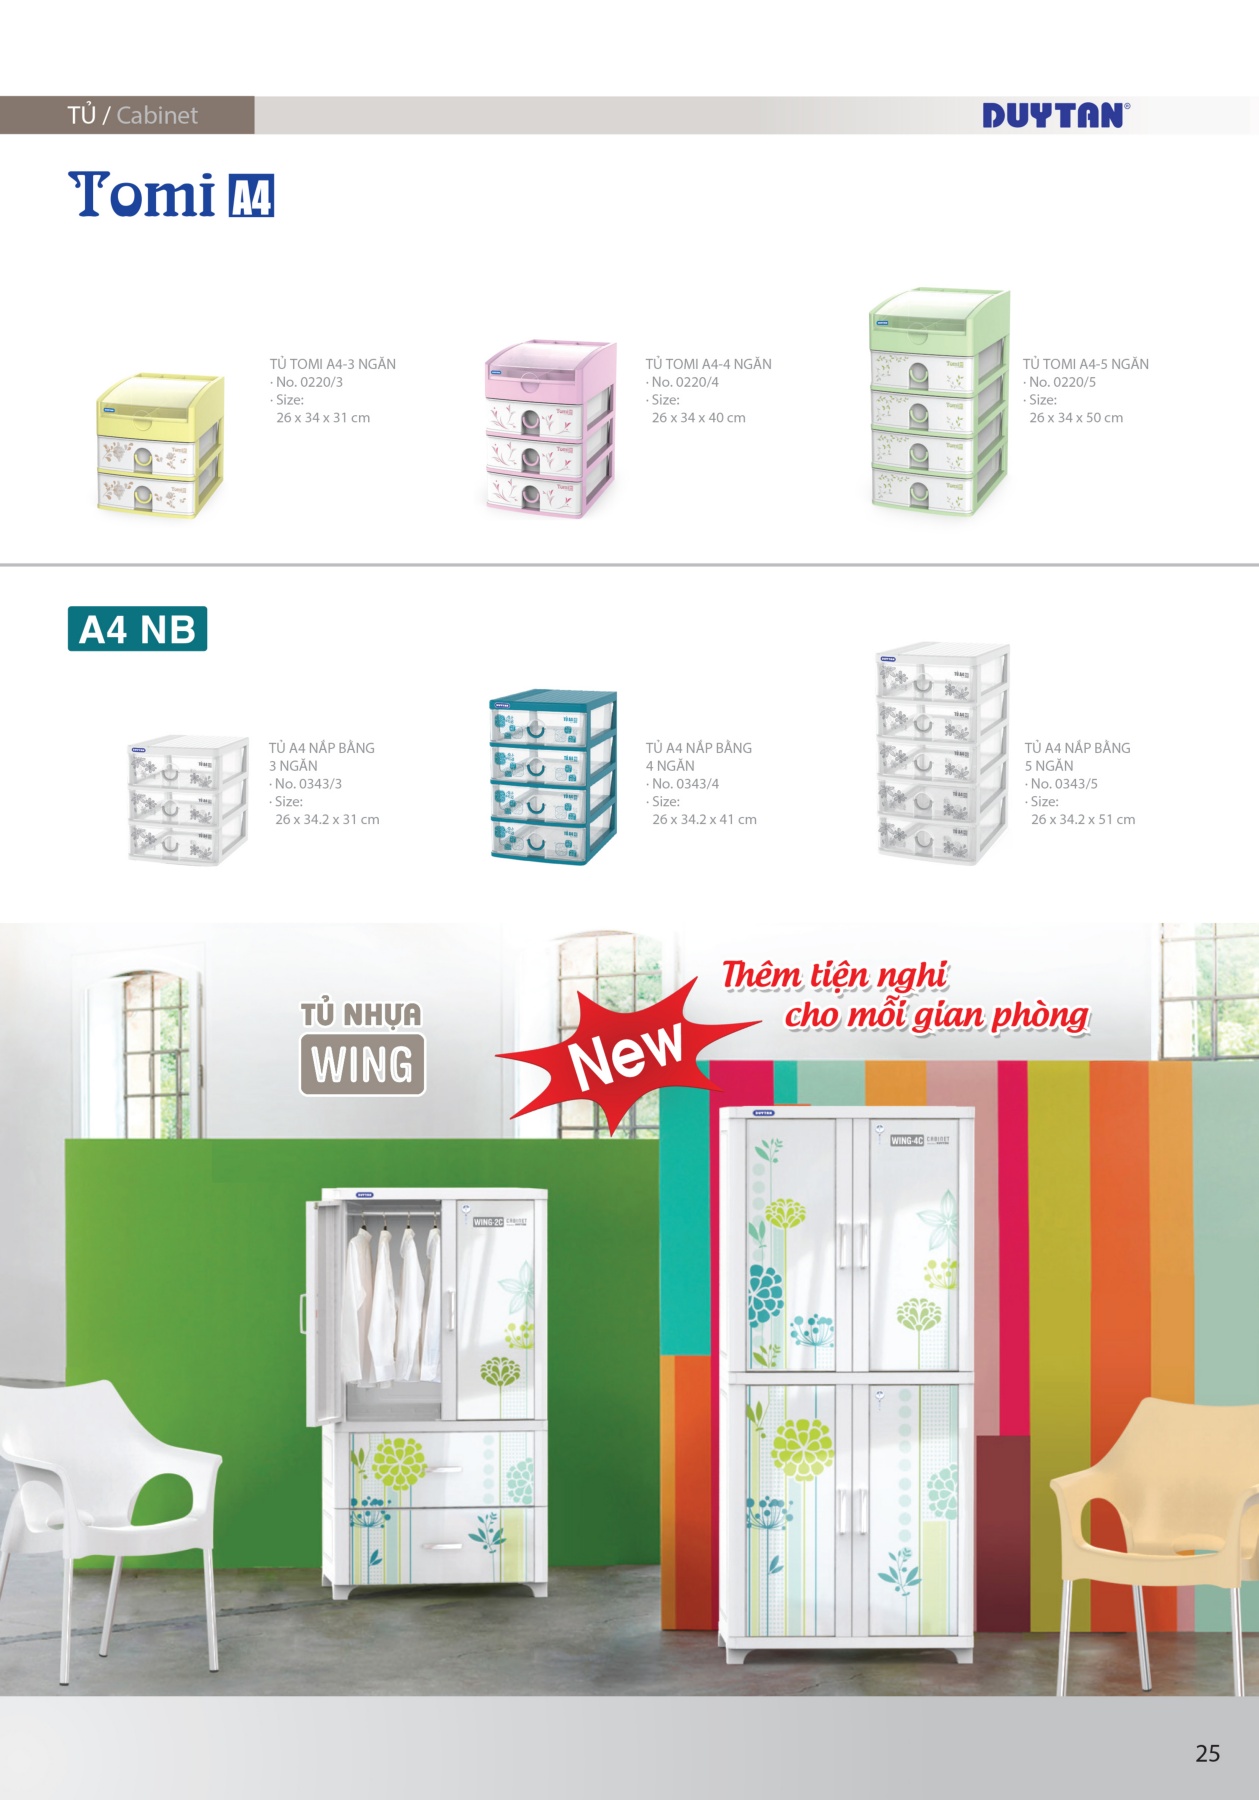 TỦ / Cabinet
DUYTAN®
Tomi A4
TỦ TOMI A4-3 NGĂN
· No. 0220/3
· Size:
26 x 34 x 31 cm
TỦ TOMI A4-4 NGĂN
· No. 0220/4
· Size:
26 x 34 x 40 cm
TỦ TOMI A4-5 NGĂN
· No. 0220/5
· Size:
26 x 34 x 50 cm
A4 NB
TỦ A4 NẮP BẰNG
3 NGĂN
· No. 0343/3
· Size:
26 x 34.2 x 31 cm
TỦ A4 NẮP BẰNG
4 NGĂN
· No. 0343/4
· Size:
26 x 34.2 x 41 cm
TỦ A4 NẮP BẰNG
5 NGĂN
· No. 0343/5
· Size:
26 x 34.2 x 51 cm
TỦ NHỰA
WING
New
Thêm tiện nghi
cho mỗi gian phòng
DUYTAN
WING-2C CABINET
DUYTAN
WING-4C CABINET
25